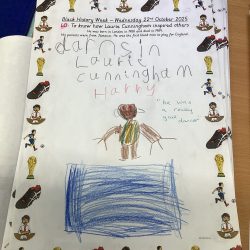 Black History Week – Wednesday 22nd October 2025
LO: To know how Laurie Cunningham inspired others
He was born in London in 1956 and died in 1989.
His parents were from Jamaica. He was the first black man to play for England.
darnsin
Laurie
cunningham
Harry
"he was
a really
good dancer"